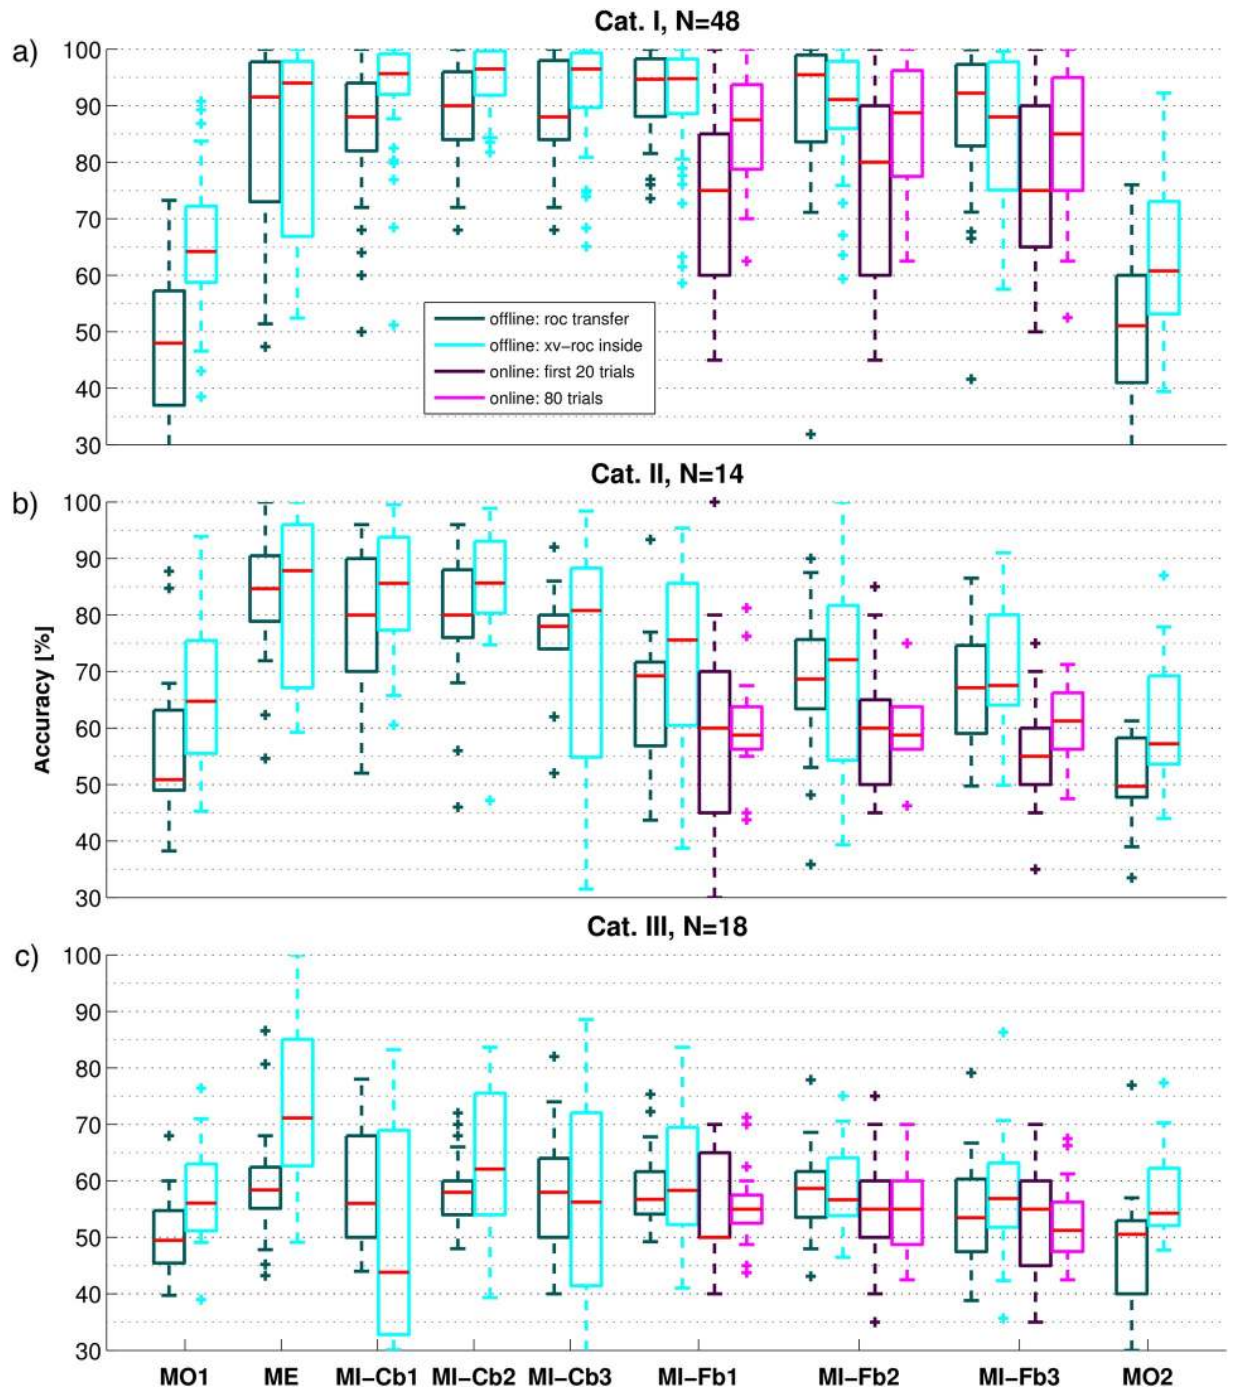 Cat. I, N=48
a)
100
90
80
70
60
50
40
30
offline: roc transfer
offline: xv-roc inside
online: first 20 trials
online: 80 trials
Cat. II, N=14
b)
100
90
80
70
60
50
40
30
Accuracy [%]
Cat. III, N=18
c)
100
90
80
70
60
50
40
30
MO1 ME MI-Cb1 MI-Cb2 MI-Cb3 MI-Fb1 MI-Fb2 MI-Fb3 MO2